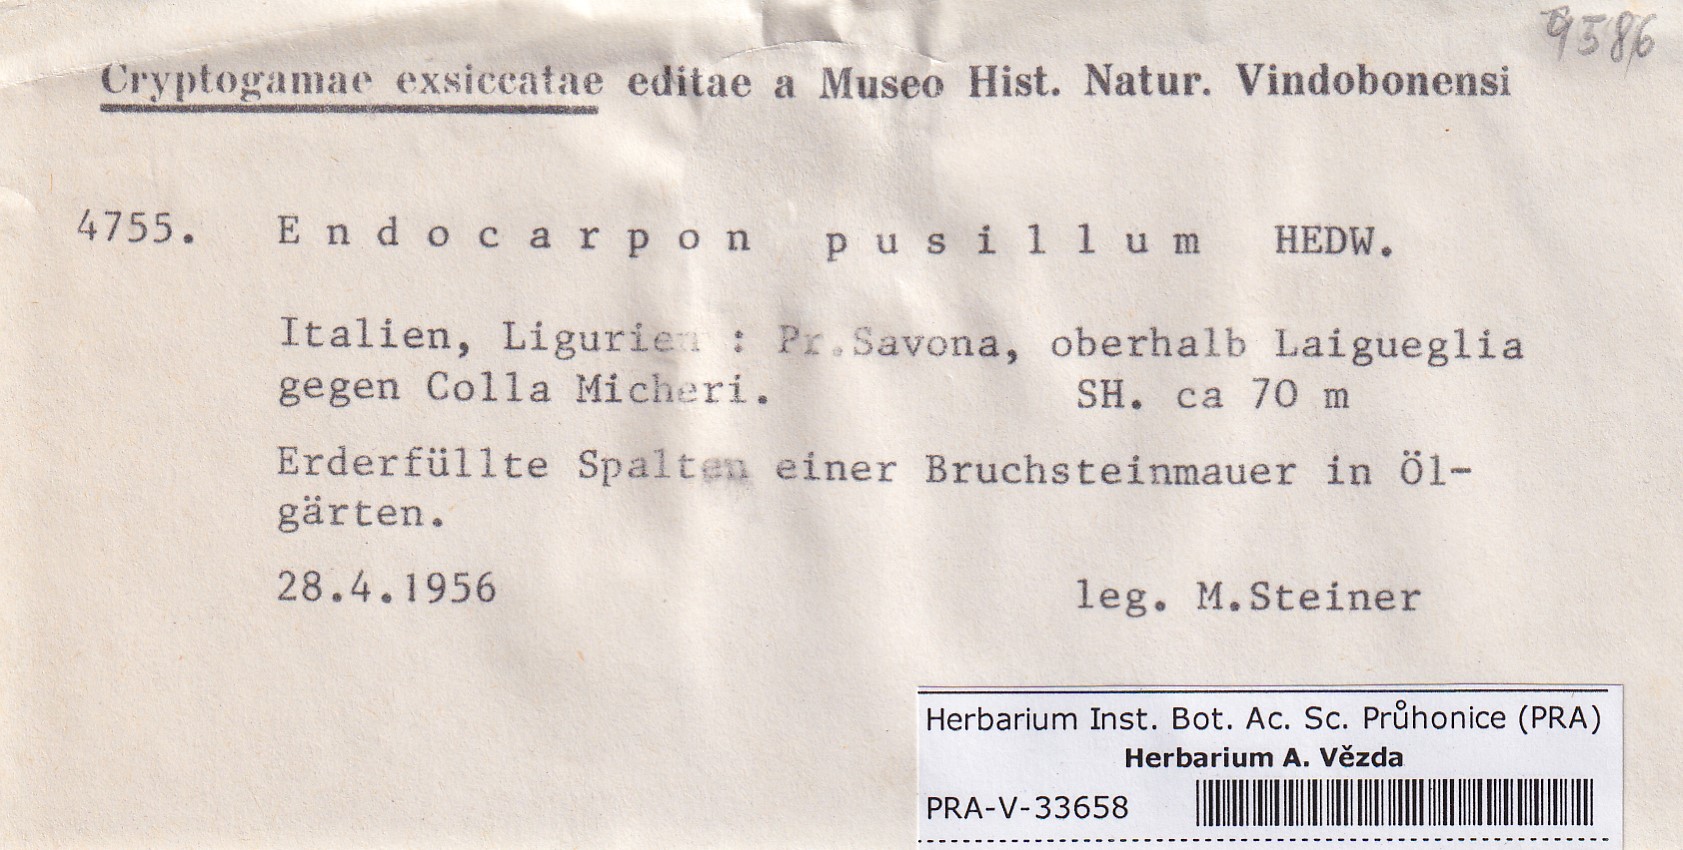 9586
Cryptogamae exsiccatae editae a Museo Hist. Natur. Vindobonensi
4755. Endocarpon pusillum HEDW.
Italien, Ligurien : Pr.Savona, oberhalb Laigueglia
gegen Colla Micheri. SH. ca 70 m
Erderfüllte Spalten einer Bruchsteinmauer in Öl-
gärten.
28.4.1956 leg. M.Steiner
Herbarium Inst. Bot. Ac. Sc. Průhonice (PRA)
Herbarium A. Vězda
PRA-V-33658